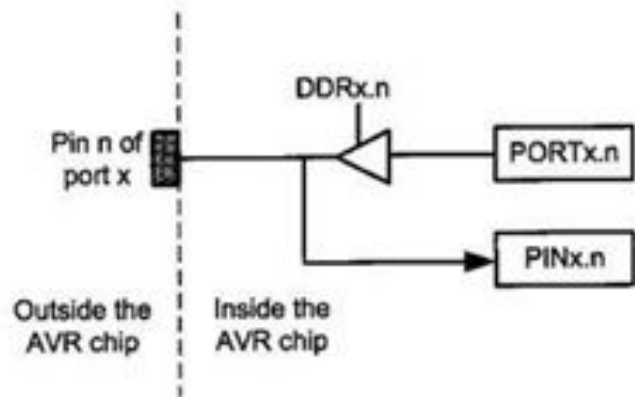 DDRx.n
Pin n of
port x
PORTx.n
PINx.n
Outside the
AVR chip
Inside the
AVR chip